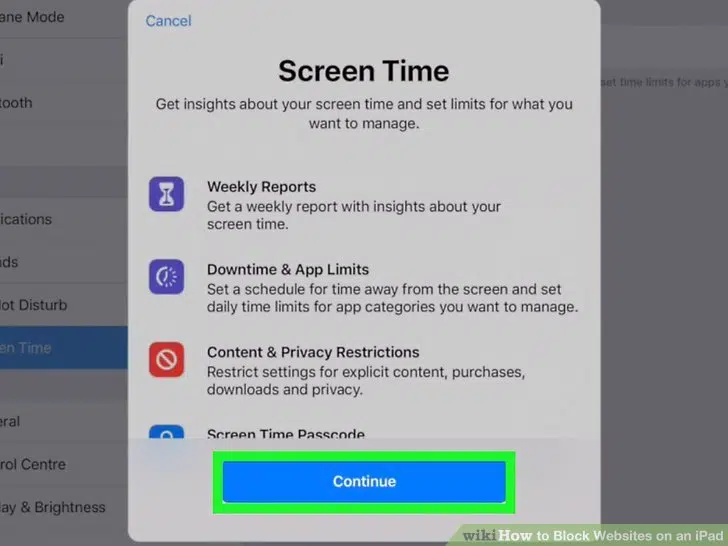 Cancel
Screen Time
Get insights about your screen time and set limits for what you
want to manage.
Weekly Reports
Get a weekly report with insights about your
screen time.
Downtime & App Limits
Set a schedule for time away from the screen and set
daily time limits for app categories you want to manage.
Content & Privacy Restrictions
Restrict settings for explicit content, purchases,
downloads and privacy.
Screen Time Passcode
Continue
ane Mode
i
tooth
ications
nds
ot Disturb
en Time
eral
rol Centre
ay & Brightness
set time limits for apps y
wikiHow to Block Websites on an iPad